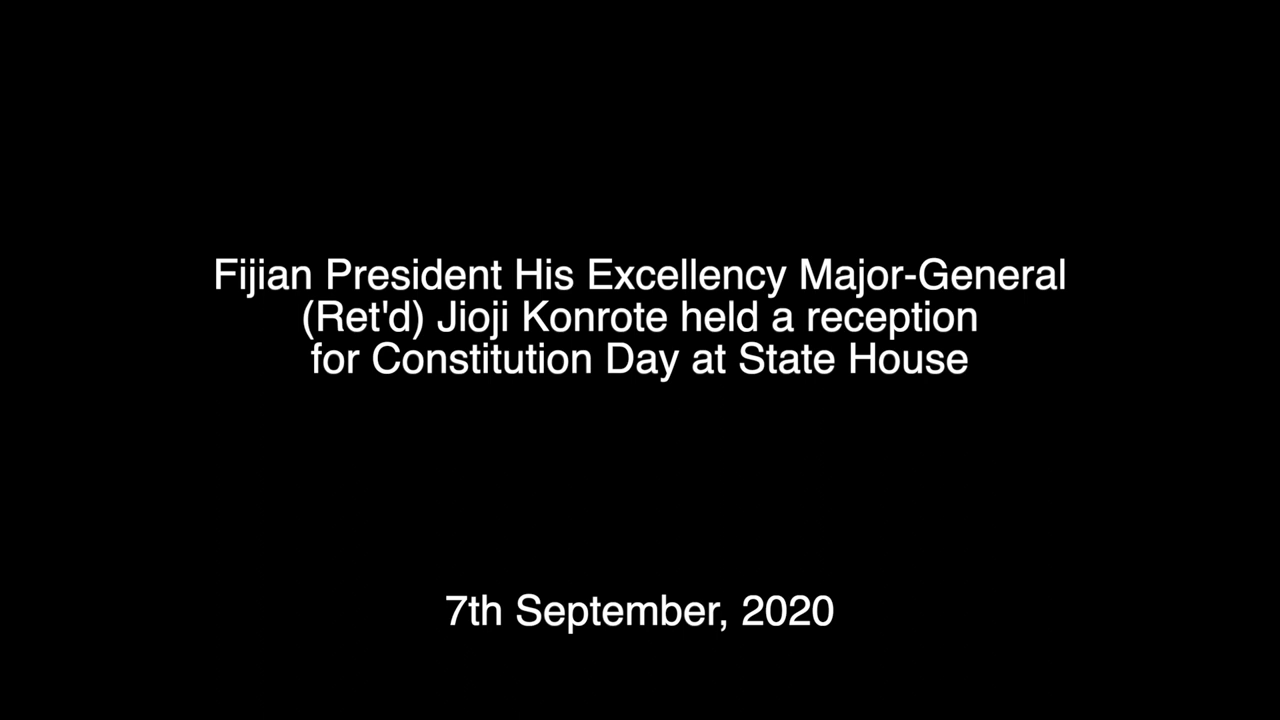 Fijian President His Excellency Major-General
(Ret'd) Jioji Konrote held a reception
for Constitution Day at State House
7th September, 2020